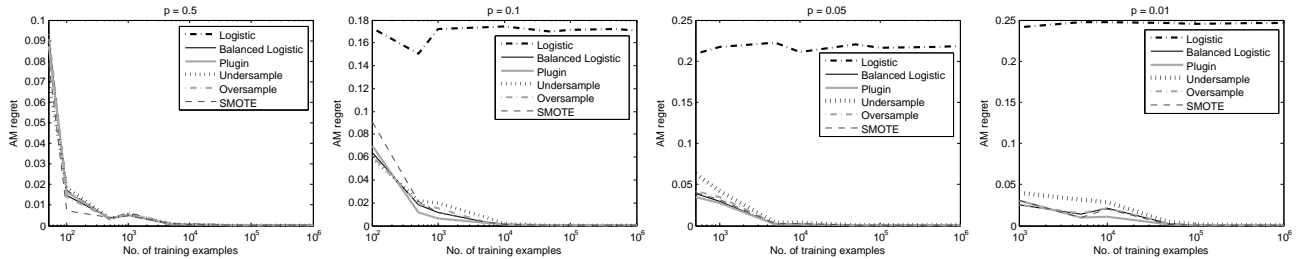 p = 0.5
AM regret
0.1
0.09
0.08
0.07
0.06
0.05
0.04
0.03
0.02
0.01
0
Logistic
Balanced Logistic
Plugin
Undersample
Oversample
SMOTE
10^2 10^3 10^4 10^5 10^6
No. of training examples
p = 0.1
AM regret
0.18
0.16
0.14
0.12
0.1
0.08
0.06
0.04
0.02
0
Logistic
Balanced Logistic
Plugin
Undersample
Oversample
SMOTE
10^2 10^3 10^4 10^5 10^6
No. of training examples
p = 0.05
AM regret
0.25
0.2
0.15
0.1
0.05
0
Logistic
Balanced Logistic
Plugin
Undersample
Oversample
SMOTE
10^3 10^4 10^5 10^6
No. of training examples
p = 0.01
AM regret
0.25
0.2
0.15
0.1
0.05
0
Logistic
Balanced Logistic
Plugin
Undersample
Oversample
SMOTE
10^3 10^4 10^5 10^6
No. of training examples